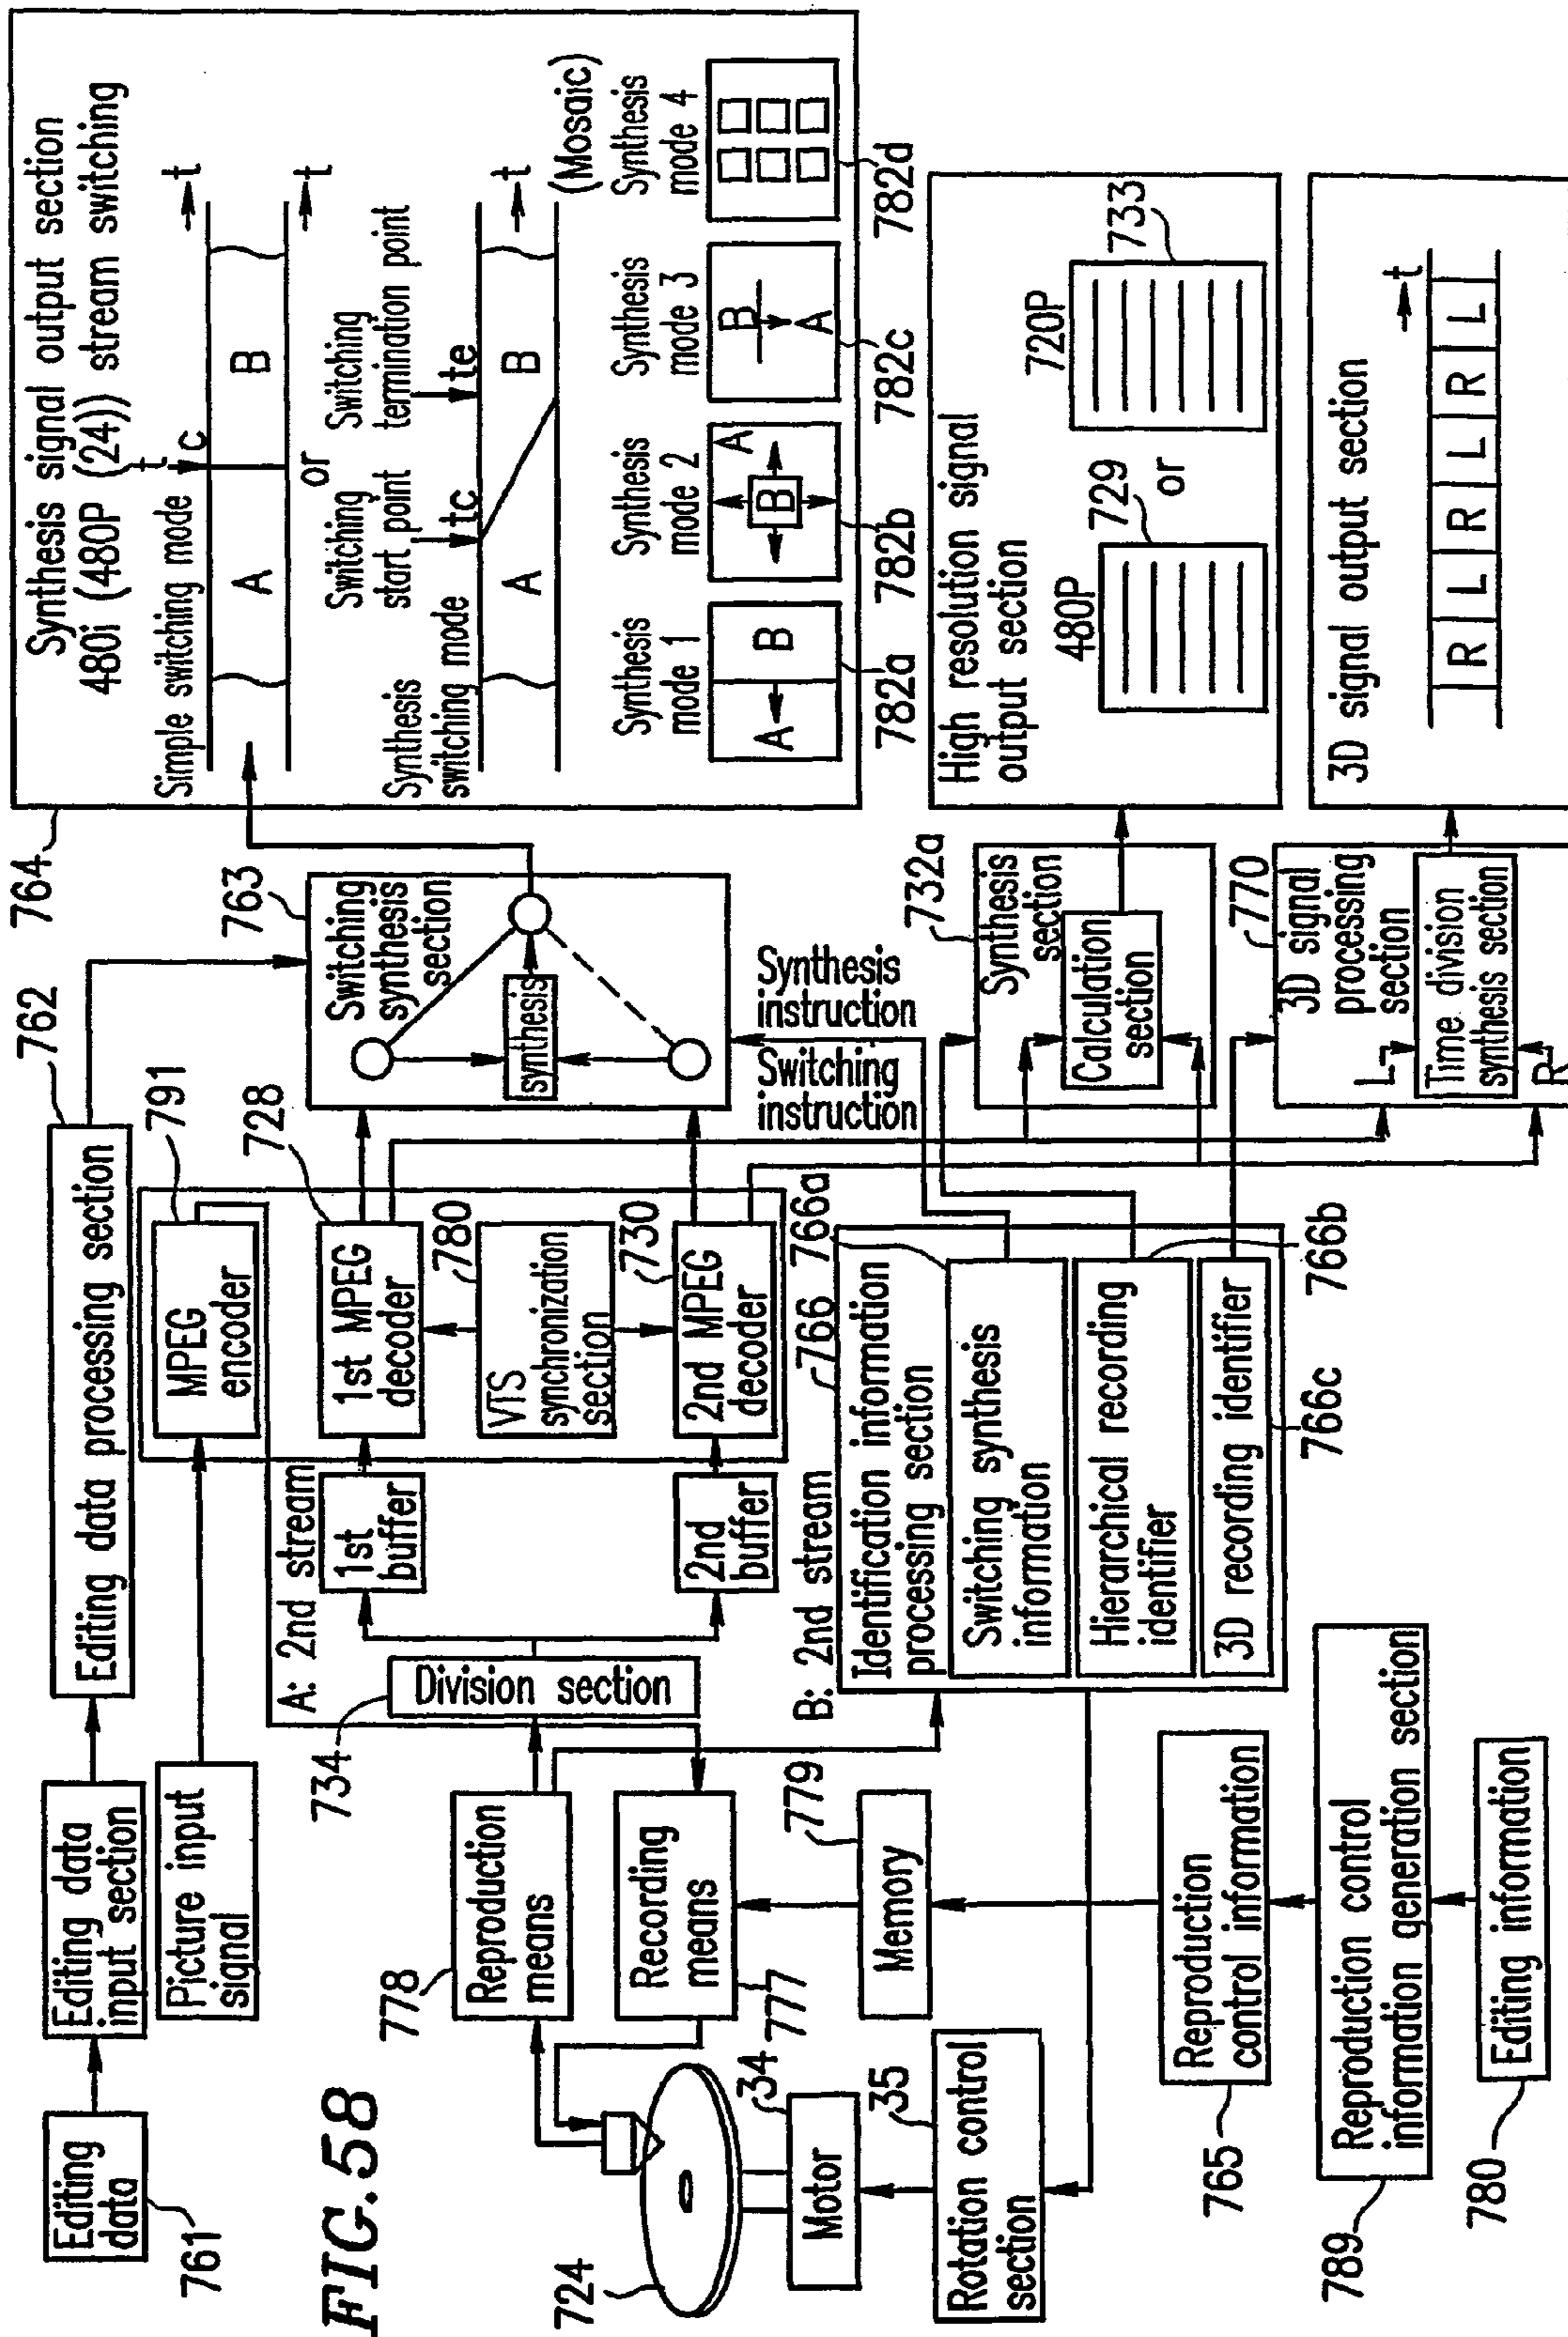 FIG. 58
761
Editing
data
Editing data
input section
Picture input
signal
762
Editing data processing section
791
MPEG
encoder
A: 2nd stream
734
Division section
1st
buffer
2nd
buffer
B: 2nd stream
728
1st MPEG
decoder
780
VTS
synchronization
section
730
2nd MPEG
decoder
763
Switching
synthesis
section
synthesis
Synthesis
instruction
Switching
instruction
764
Synthesis signal output section
480i (480P (24)) stream switching
Simple switching mode
t
c
t
A
B
t
or
Switching
start point
Switching
termination point
Synthesis
switching mode
tc
te
A
B
t
(Mosaic)
Synthesis
mode 1
Synthesis
mode 2
Synthesis
mode 3
Synthesis
mode 4
A
B
B
A
B
A
782a
782b
782c
782d
778
Reproduction
means
Recording
means
777
779
Memory
724
34
Motor
35
Rotation control
section
766
Identification information
processing section
766a
Switching synthesis
information
Hierarchical recording
identifier
766b
3D recording identifier
766c
732a
Synthesis
section
Calculation
section
High resolution signal
output section
480P
729
or
720P
733
770
3D signal
processing
section
L
Time division
synthesis section
R
3D signal output section
t
R L R L R L
765
Reproduction
control information
789
Reproduction control
information generation section
780
Editing information